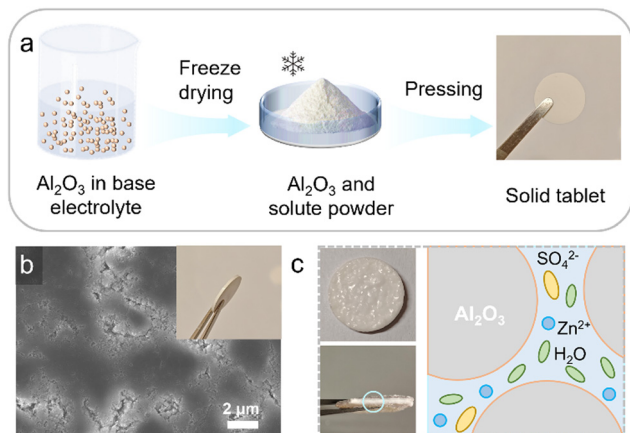 a
Freeze
drying
Pressing
Al₂O₃ in base
electrolyte
Al₂O₃ and
solute powder
Solid tablet
b
2 μm
c
SO₄²⁻
Al₂O₃
Zn²⁺
H₂O